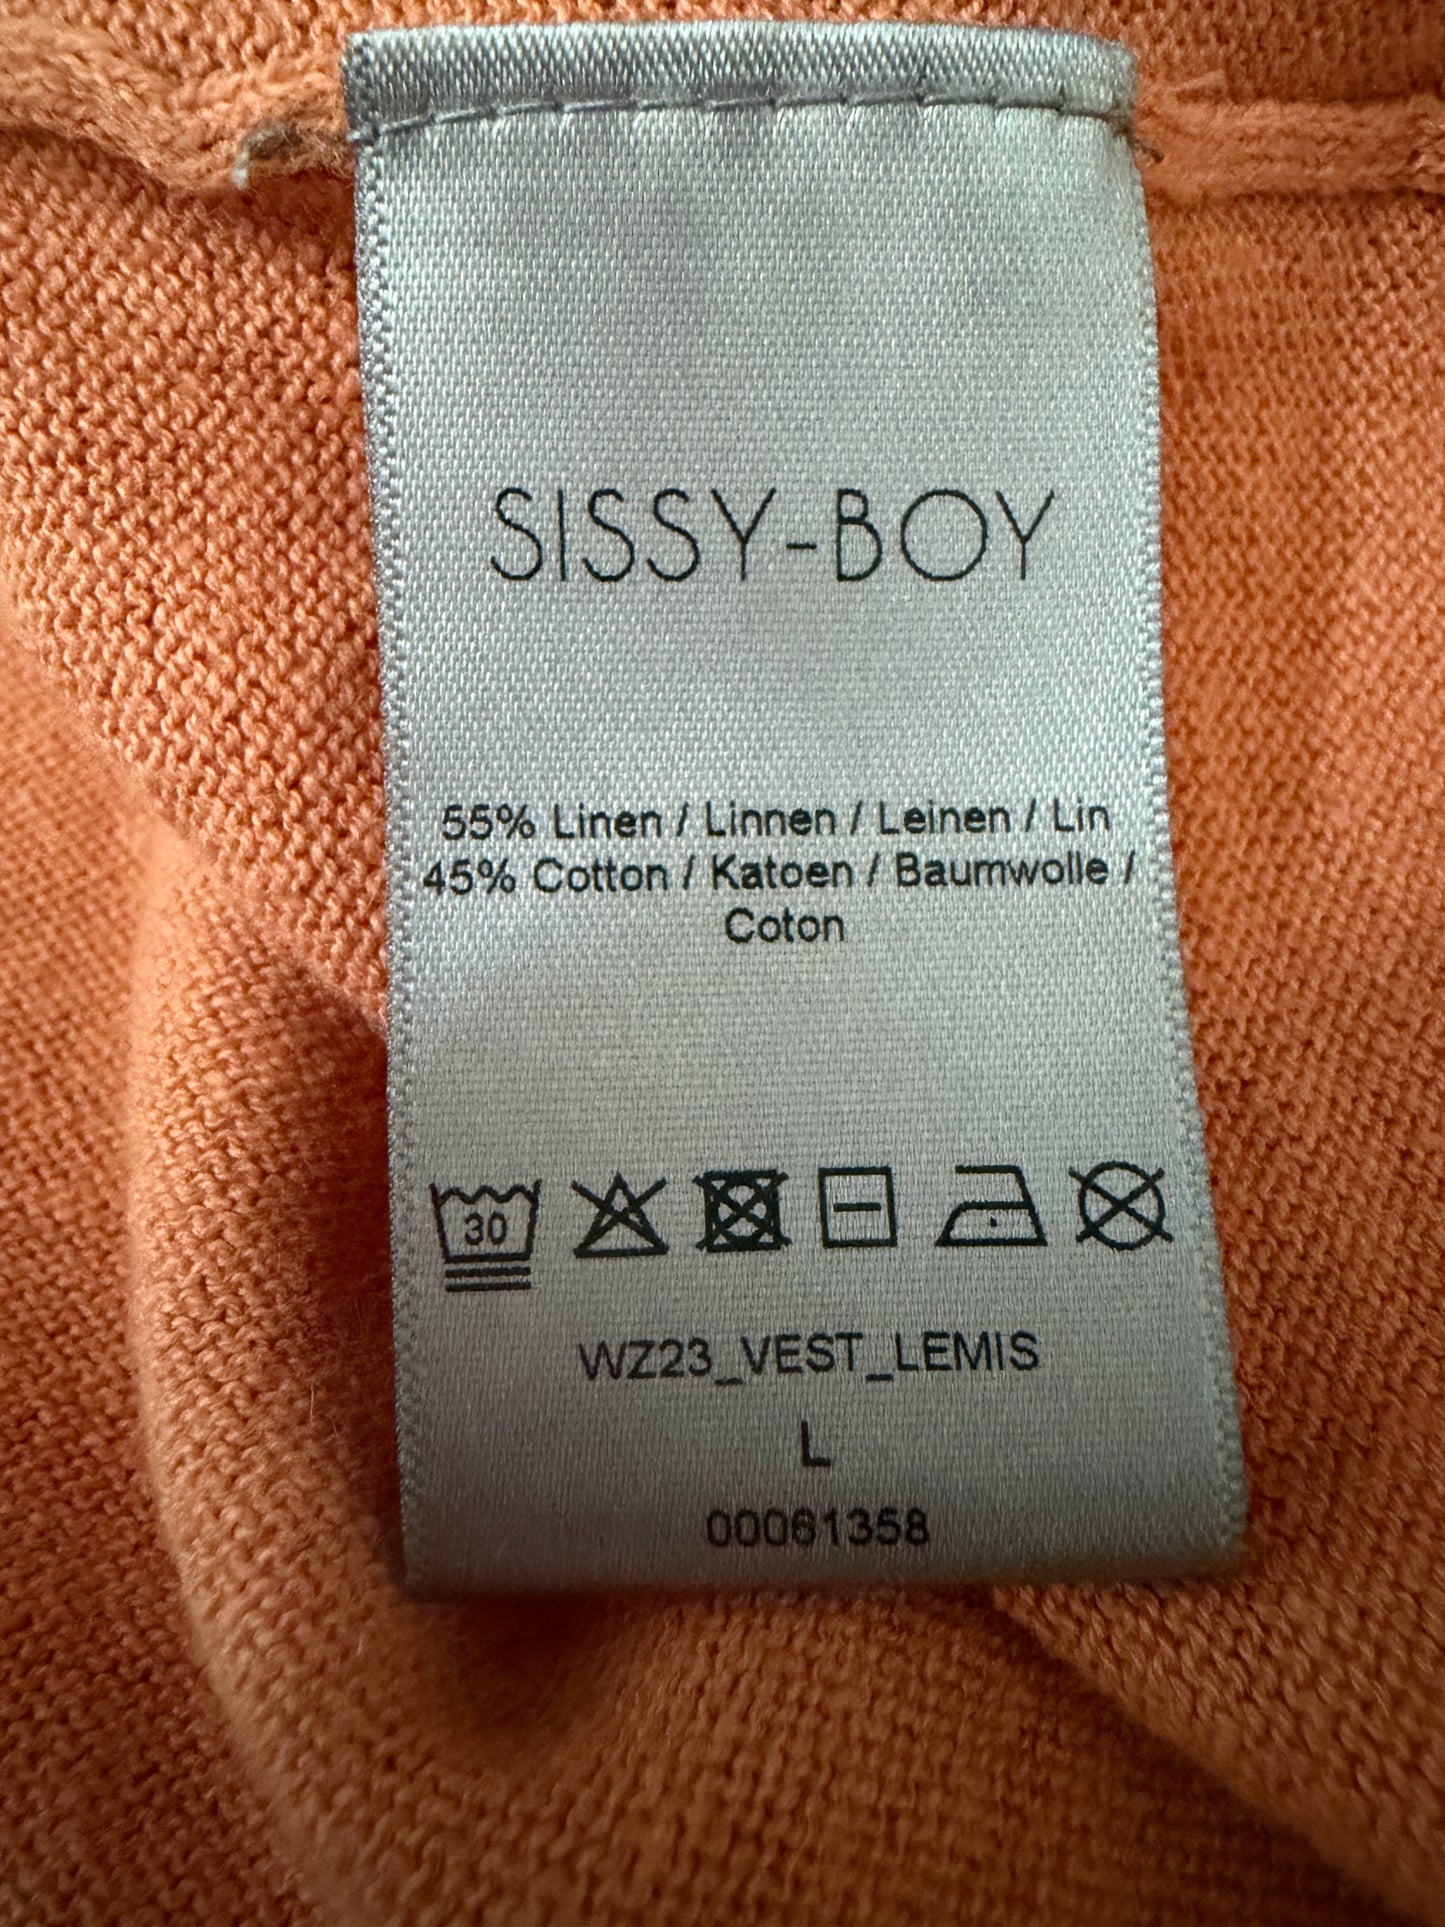 SISSY-BOY
55% Linen / Linnen / Leinen / Lin
45% Cotton / Katoen / Baumwolle /
Coton
30
WZ23_VEST_LEMIS
L
00061358